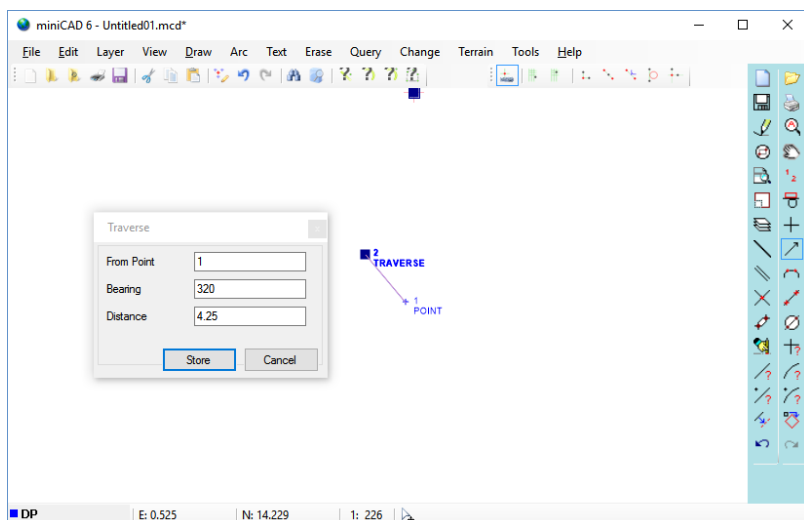 miniCAD 6 - Untitled01.mcd*
File Edit Layer View Draw Arc Text Erase Query Change Terrain Tools Help
Traverse
From Point 1
Bearing 320
Distance 4.25
Store Cancel
2
TRAVERSE
1
POINT
DP E: 0.525 N: 14.229 1: 226